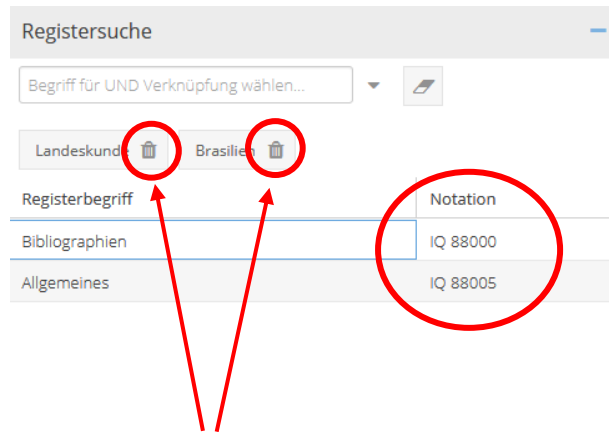 Registersuche
Begriff für UND Verknüpfung wählen...
Landeskunde Brasilien
Registerbegriff Notation
Bibliographien IQ 88000
Allgemeines IQ 88005